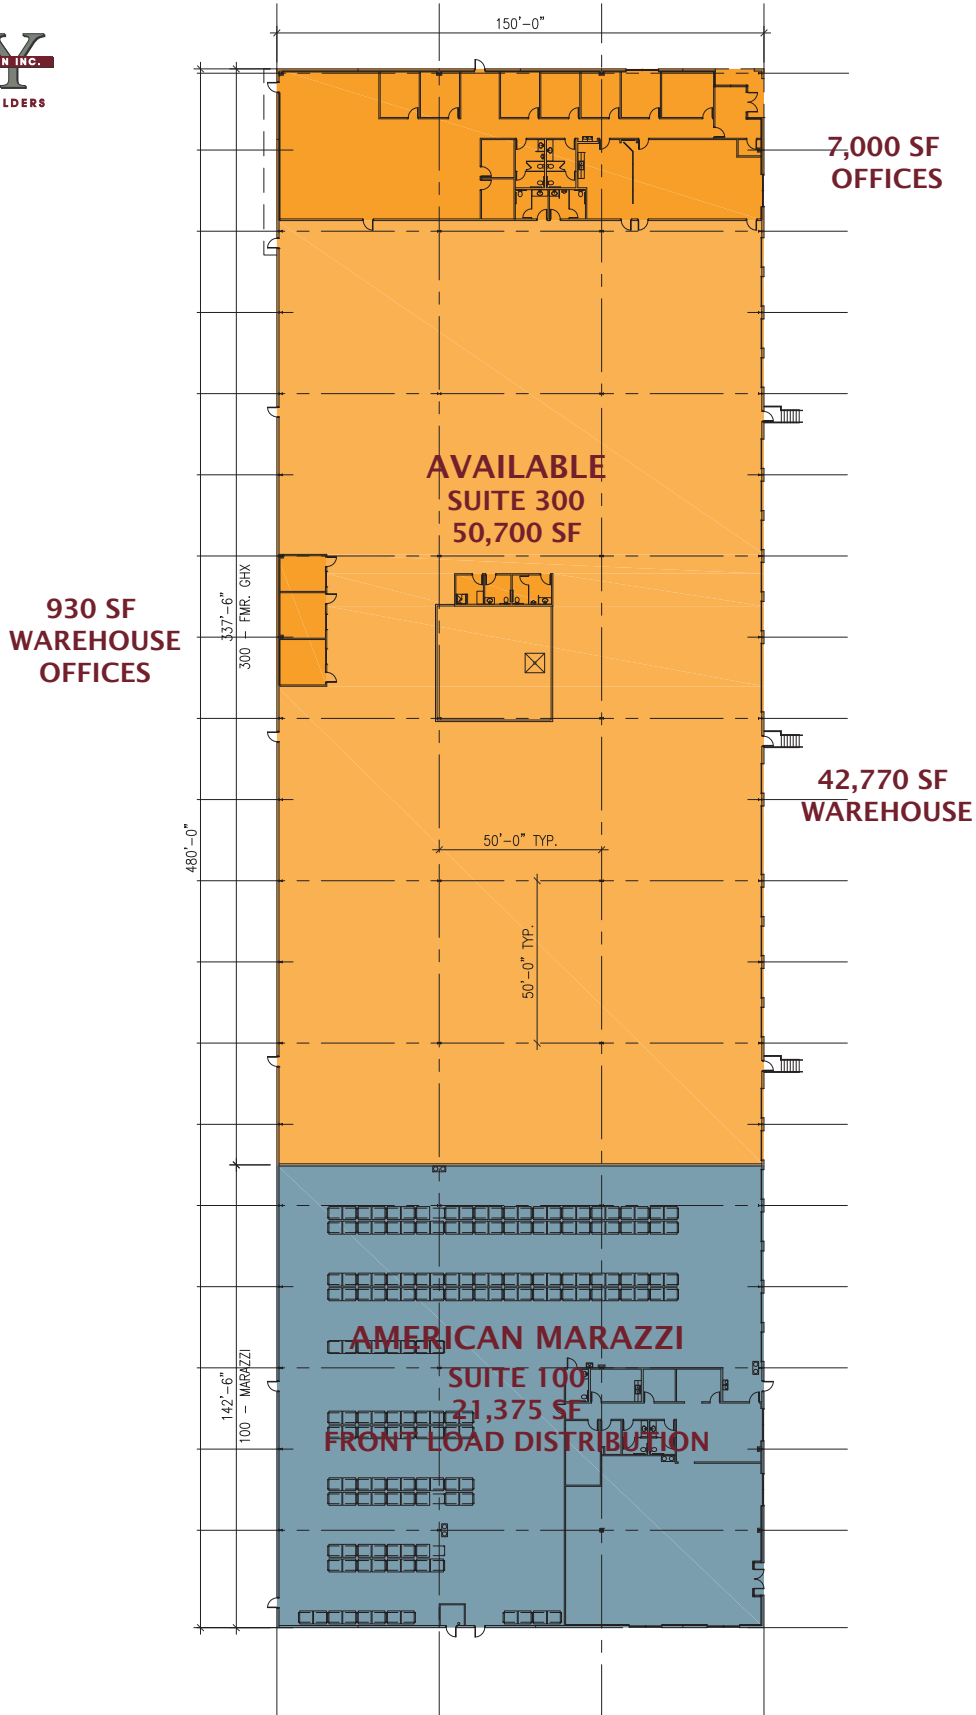 150'-0"
Y
N INC.
LDERS
7,000 SF
OFFICES
AVAILABLE
SUITE 300
50,700 SF
930 SF
WAREHOUSE
OFFICES
337'-6"
300 - FMR. GHX
42,770 SF
WAREHOUSE
480'-0"
50'-0" TYP.
50'-0" TYP.
AMERICAN MARAZZI
SUITE 100
21,375 SF
FRONT LOAD DISTRIBUTION
142'-6"
100 - MARAZZI